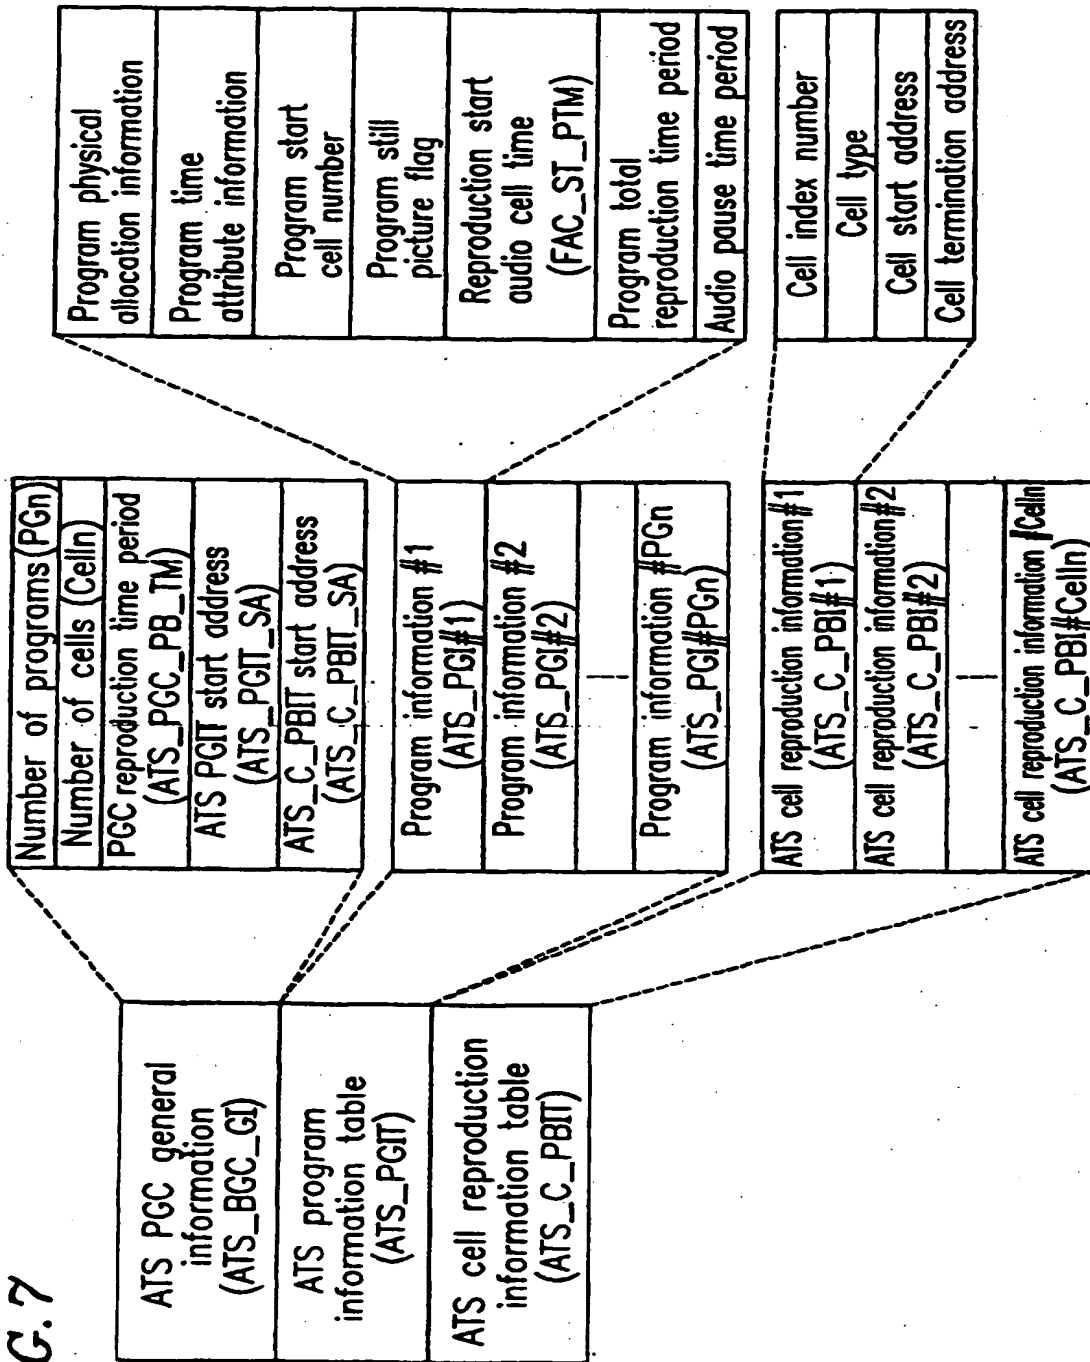 G. 7
ATS PGC general
information
(ATS_BGC_GI)
ATS program
information table
(ATS_PGIT)
ATS cell reproduction
information table
(ATS_C_PBIT)
Number of programs(PGn)
Number of cells (Celln)
PGC reproduction time period
(ATS_PGC_PB_TM)
ATS PGIT start address
(ATS_PGIT_SA)
ATS_C_PBIT start address
(ATS_C_PBIT_SA)
Program information #1
(ATS_PGI#1)
Program information #2
(ATS_PGI#2)
Program information #PGn
(ATS_PGI#PGn)
ATS cell reproduction information#1
(ATS_C_PBI#1)
ATS cell reproduction information#2
(ATS_C_PBI#2)
ATS cell reproduction information #Celln
(ATS_C_PBI#Celln)
Program physical
allocation information
Program time
attribute information
Program start
cell number
Program still
picture flag
Reproduction start
audio cell time
(FAC_ST_PTM)
Program total
reproduction time period
Audio pause time period
Cell index number
Cell type
Cell start address
Cell termination address